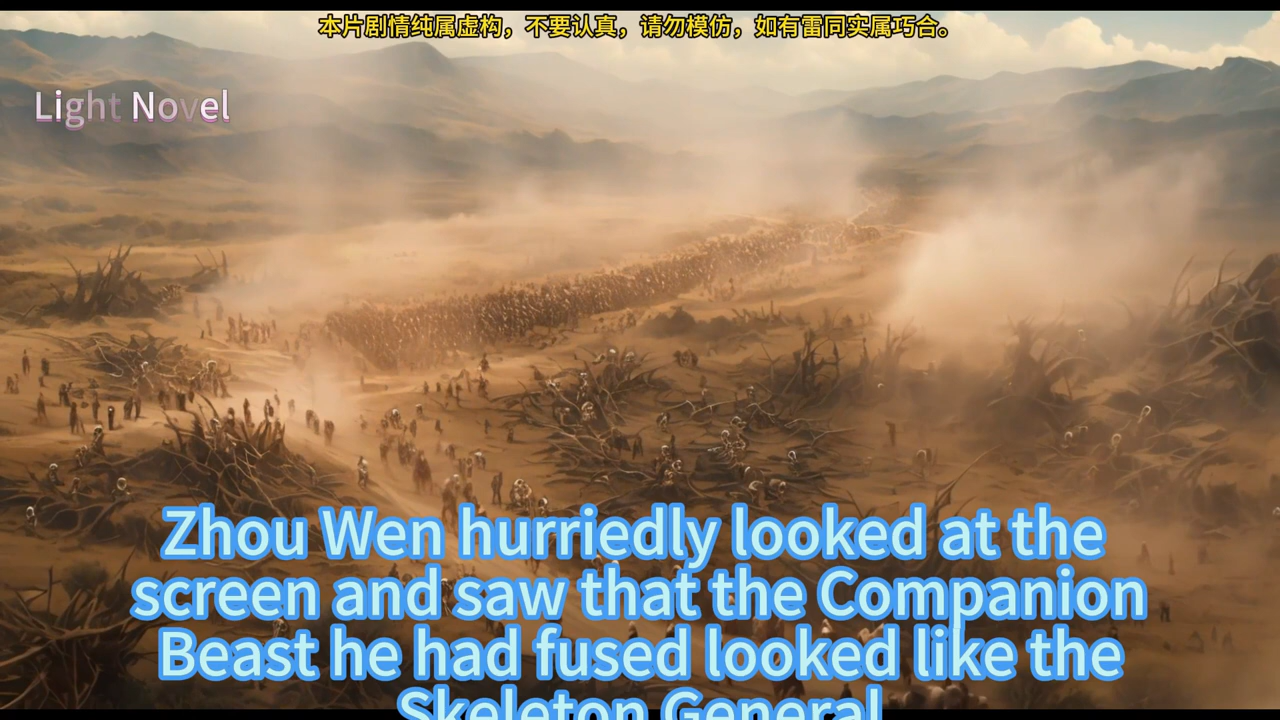 本片剧情纯属虚构，不要认真，请勿模仿，如有雷同实属巧合。
Light Novel
Zhou Wen hurriedly looked at the
screen and saw that the Companion
Beast he had fused looked like the
Skeleton General